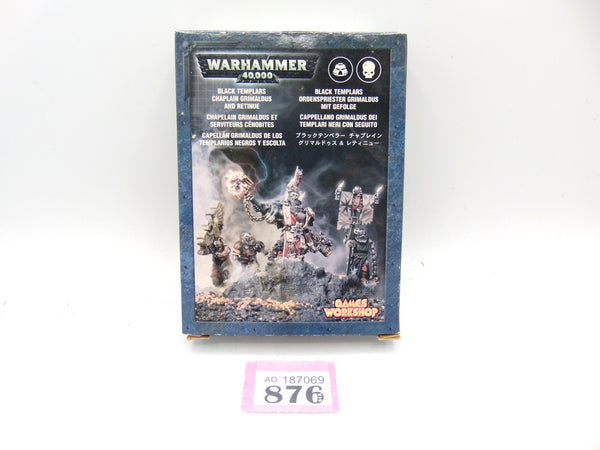 WARHAMMER
40,000
BLACK TEMPLARS
CHAPLAIN GRIMALDUS
AND RETINUE
CHAPELAIN GRIMALDUS ET
SERVITEURS CÉNOBITES
CAPELLÁN GRIMALDUS DE LOS
TEMPLARIOS NEGROS Y ESCOLTA
BLACK TEMPLARS
ORDENSPRIESTER GRIMALDUS
MIT GEFOLGE
CAPPELLANO GRIMALDUS DEI
TEMPLARI NERI CON SEGUITO
ブラックテンペラー チャプレイン
グリマルドゥス & レティニュー
GAMES
WORKSHOP
AD 187069
876